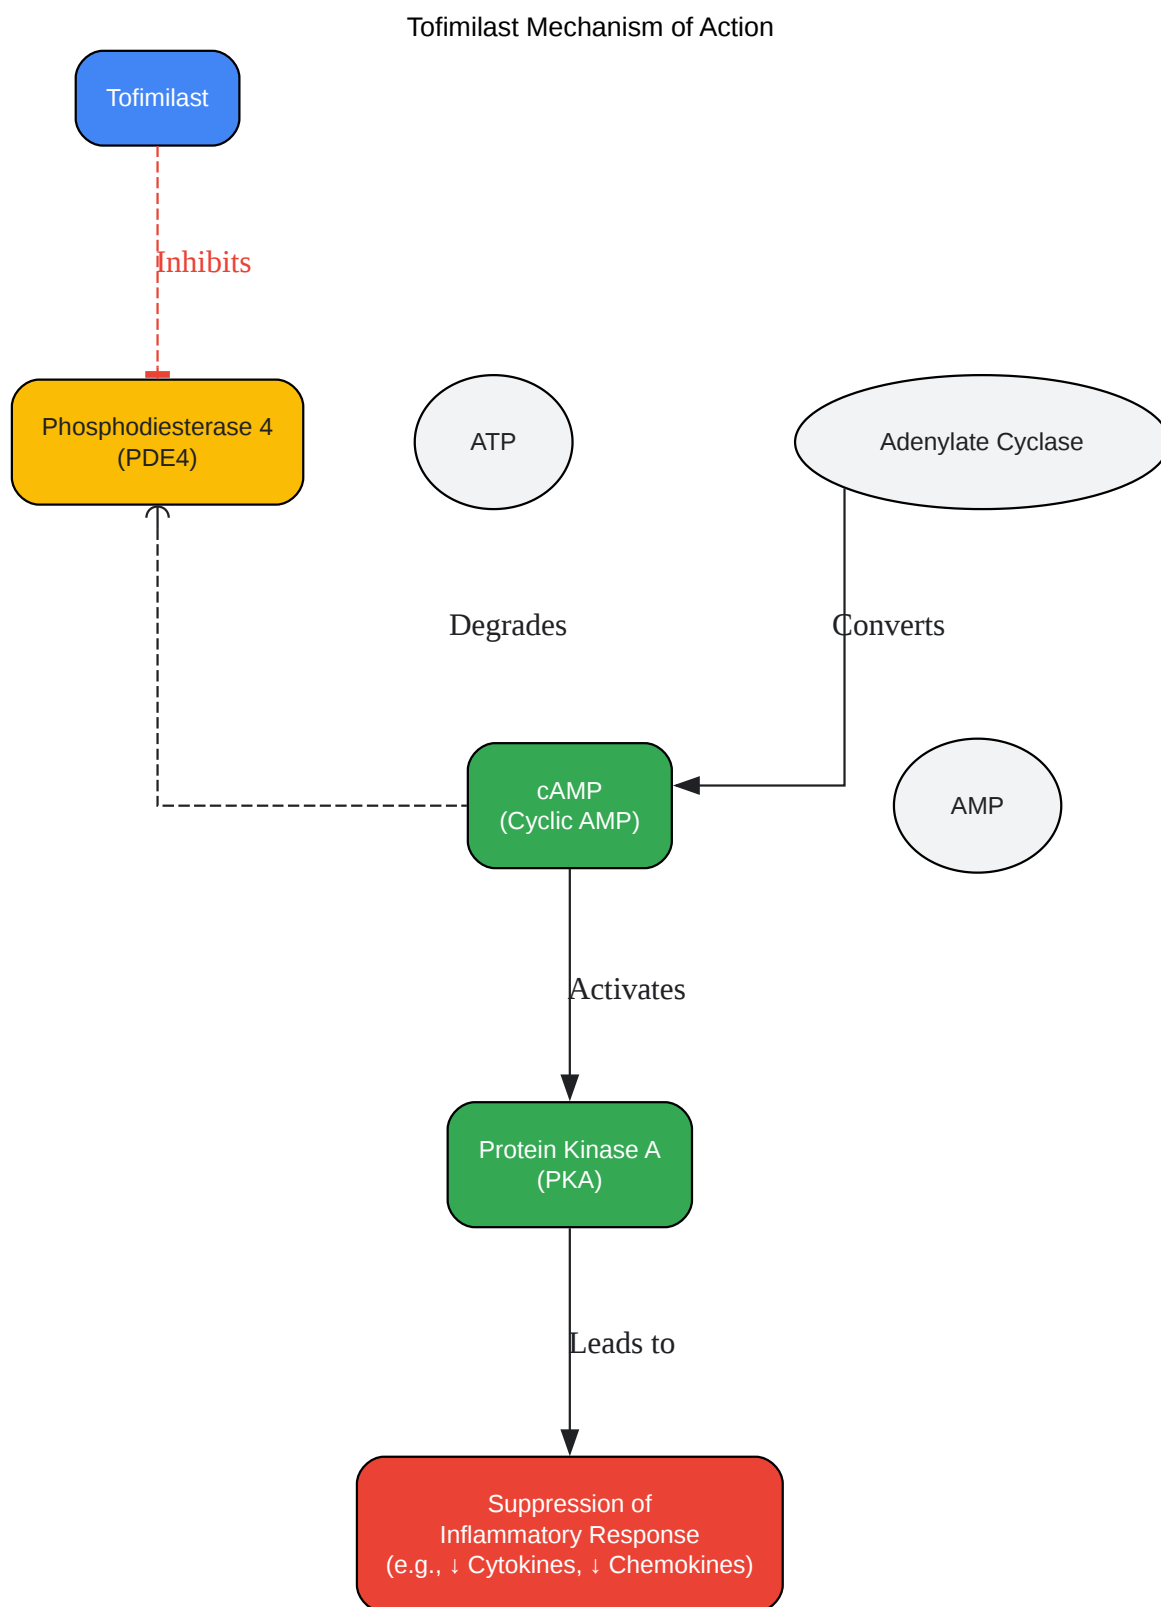 Tofimilast Mechanism of Action
Tofimilast
Inhibits
Phosphodiesterase 4
(PDE4)
ATP
Adenylate Cyclase
Degrades
Converts
cAMP
(Cyclic AMP)
AMP
Activates
Protein Kinase A
(PKA)
Leads to
Suppression of
Inflammatory Response
(e.g., ↓ Cytokines, ↓ Chemokines)